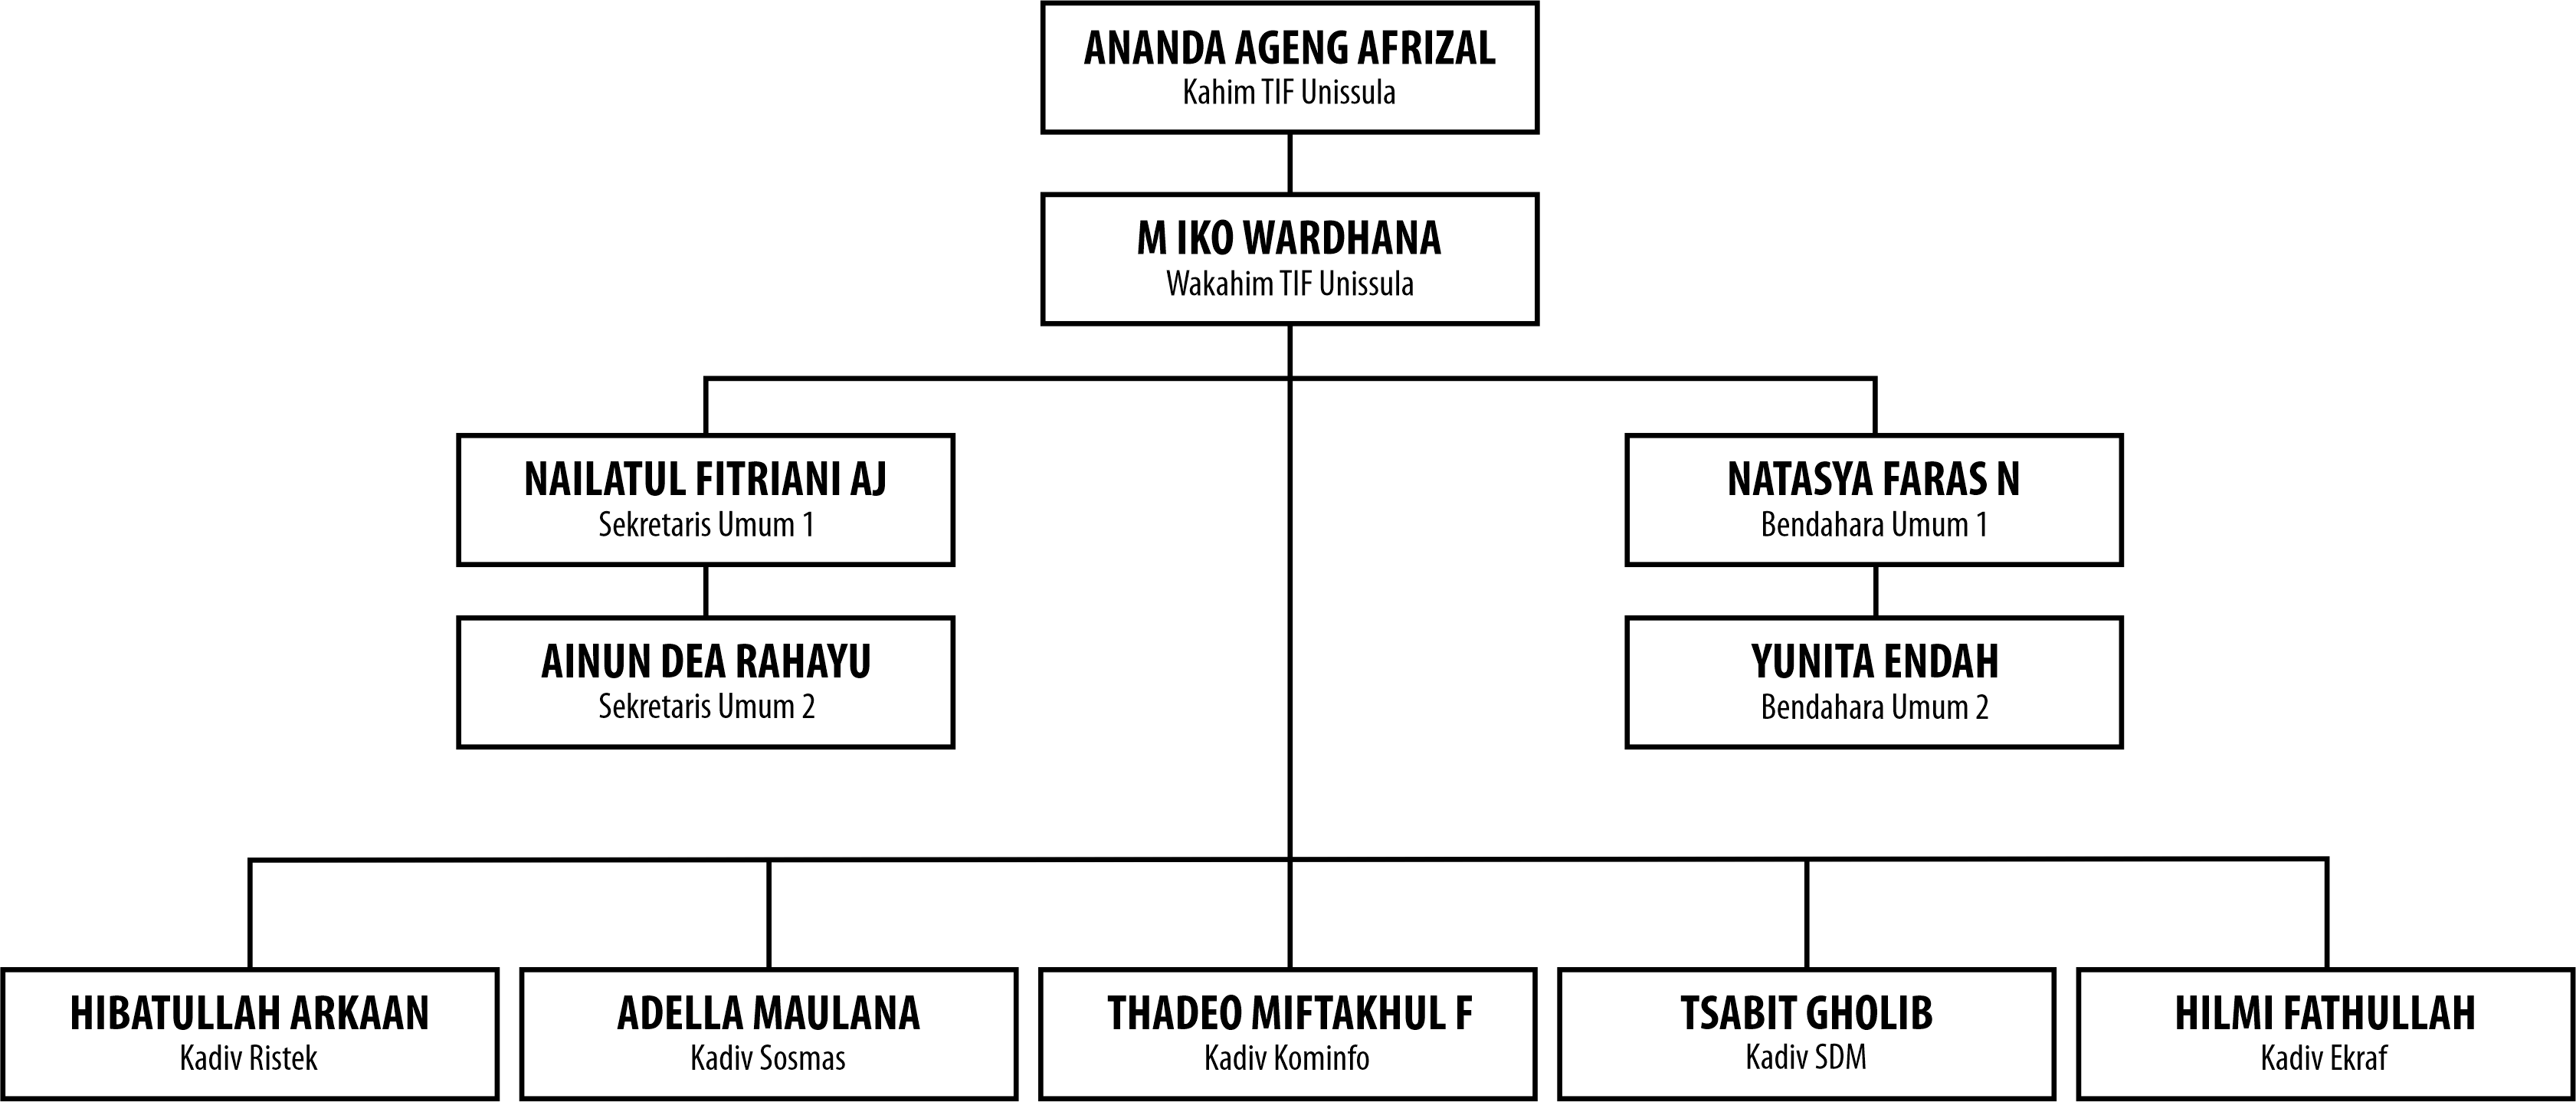 ANANDA AGENG AFRIZAL
Kahim TIF Unissula
M IKO WARDHANA
Wakahim TIF Unissula
NAILATUL FITRIANI AJ
Sekretaris Umum 1
NATASYA FARAS N
Bendahara Umum 1
AINUN DEA RAHAYU
Sekretaris Umum 2
YUNITA ENDAH
Bendahara Umum 2
HIBATULLAH ARKAAN
Kadiv Ristek
ADELLA MAULANA
Kadiv Sosmas
THADEO MIFTAKHUL F
Kadiv Kominfo
TSABIT GHOLIB
Kadiv SDM
HILMI FATHULLAH
Kadiv Ekraf